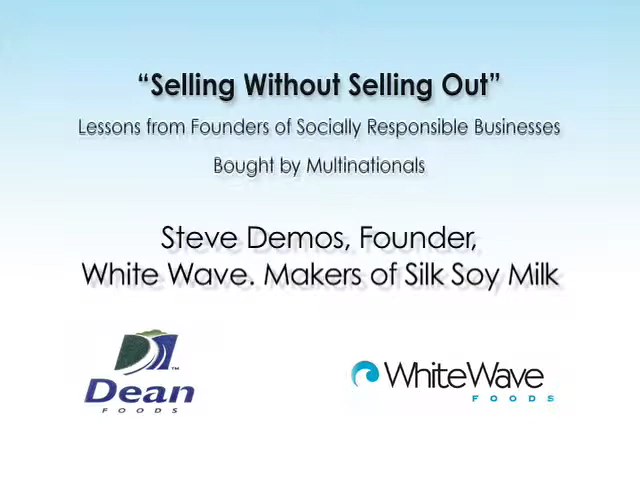 “Selling Without Selling Out”
Lessons from Founders of Socially Responsible Businesses
Bought by Multinationals
Steve Demos, Founder,
White Wave. Makers of Silk Soy Milk
Dean™
FOODS
WhiteWave
FOODS